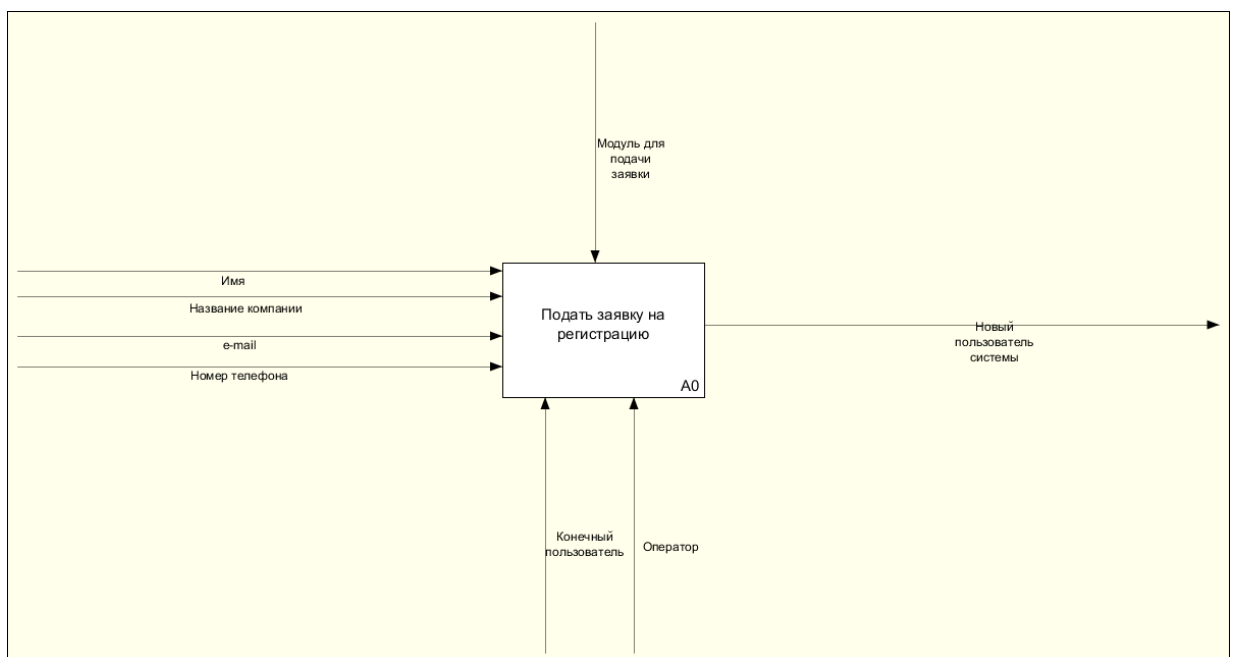 Модуль для
подачи
заявки
Имя
Название компании
e-mail
Номер телефона
Подать заявку на
регистрацию
A0
Новый
пользователь
системы
Конечный
пользователь
Оператор